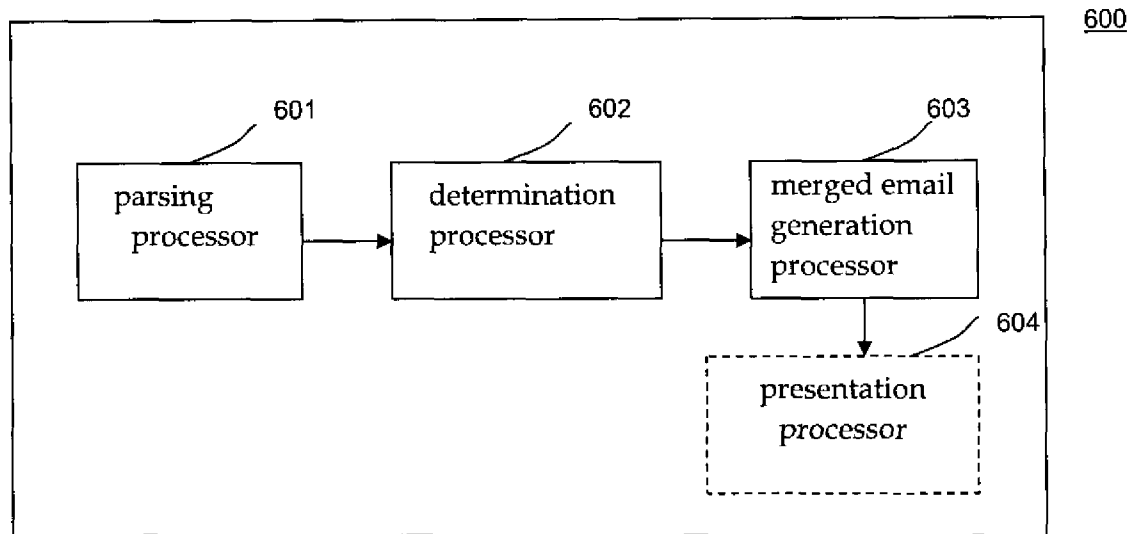 600
601
602
603
parsing
processor
determination
processor
merged email
generation
processor
604
presentation
processor